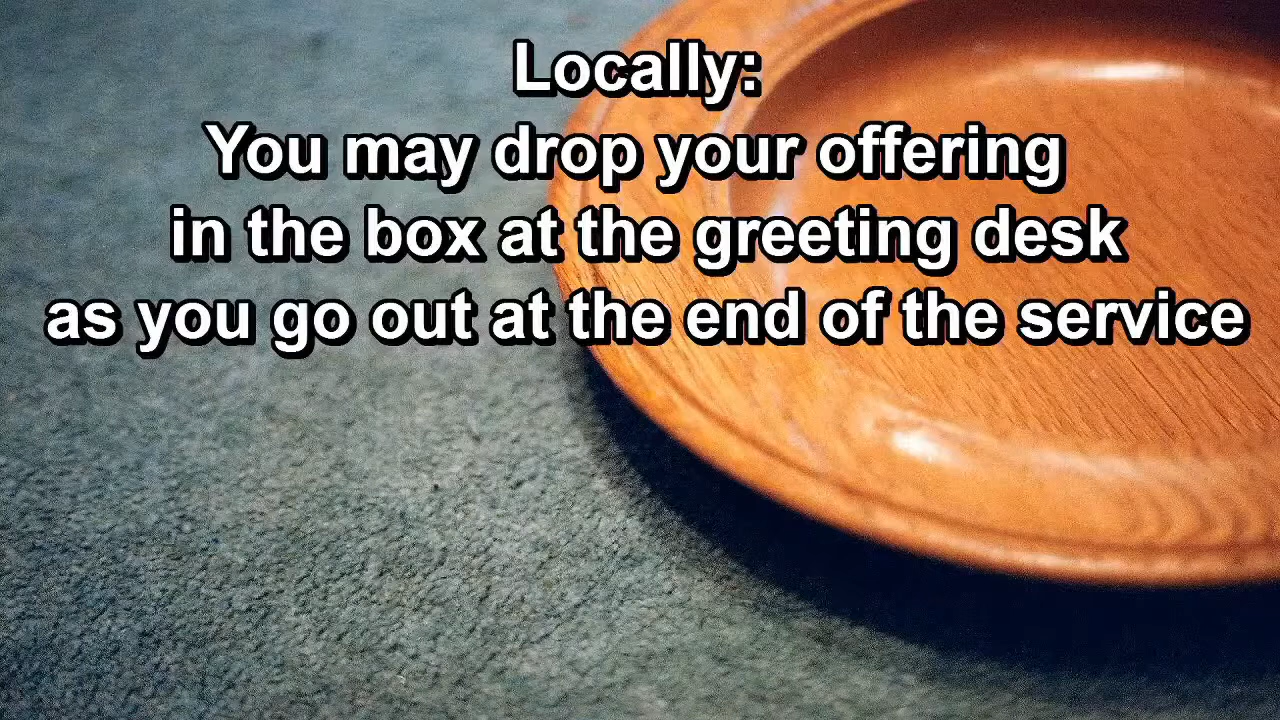 Locally:
You may drop your offering
in the box at the greeting desk
as you go out at the end of the service